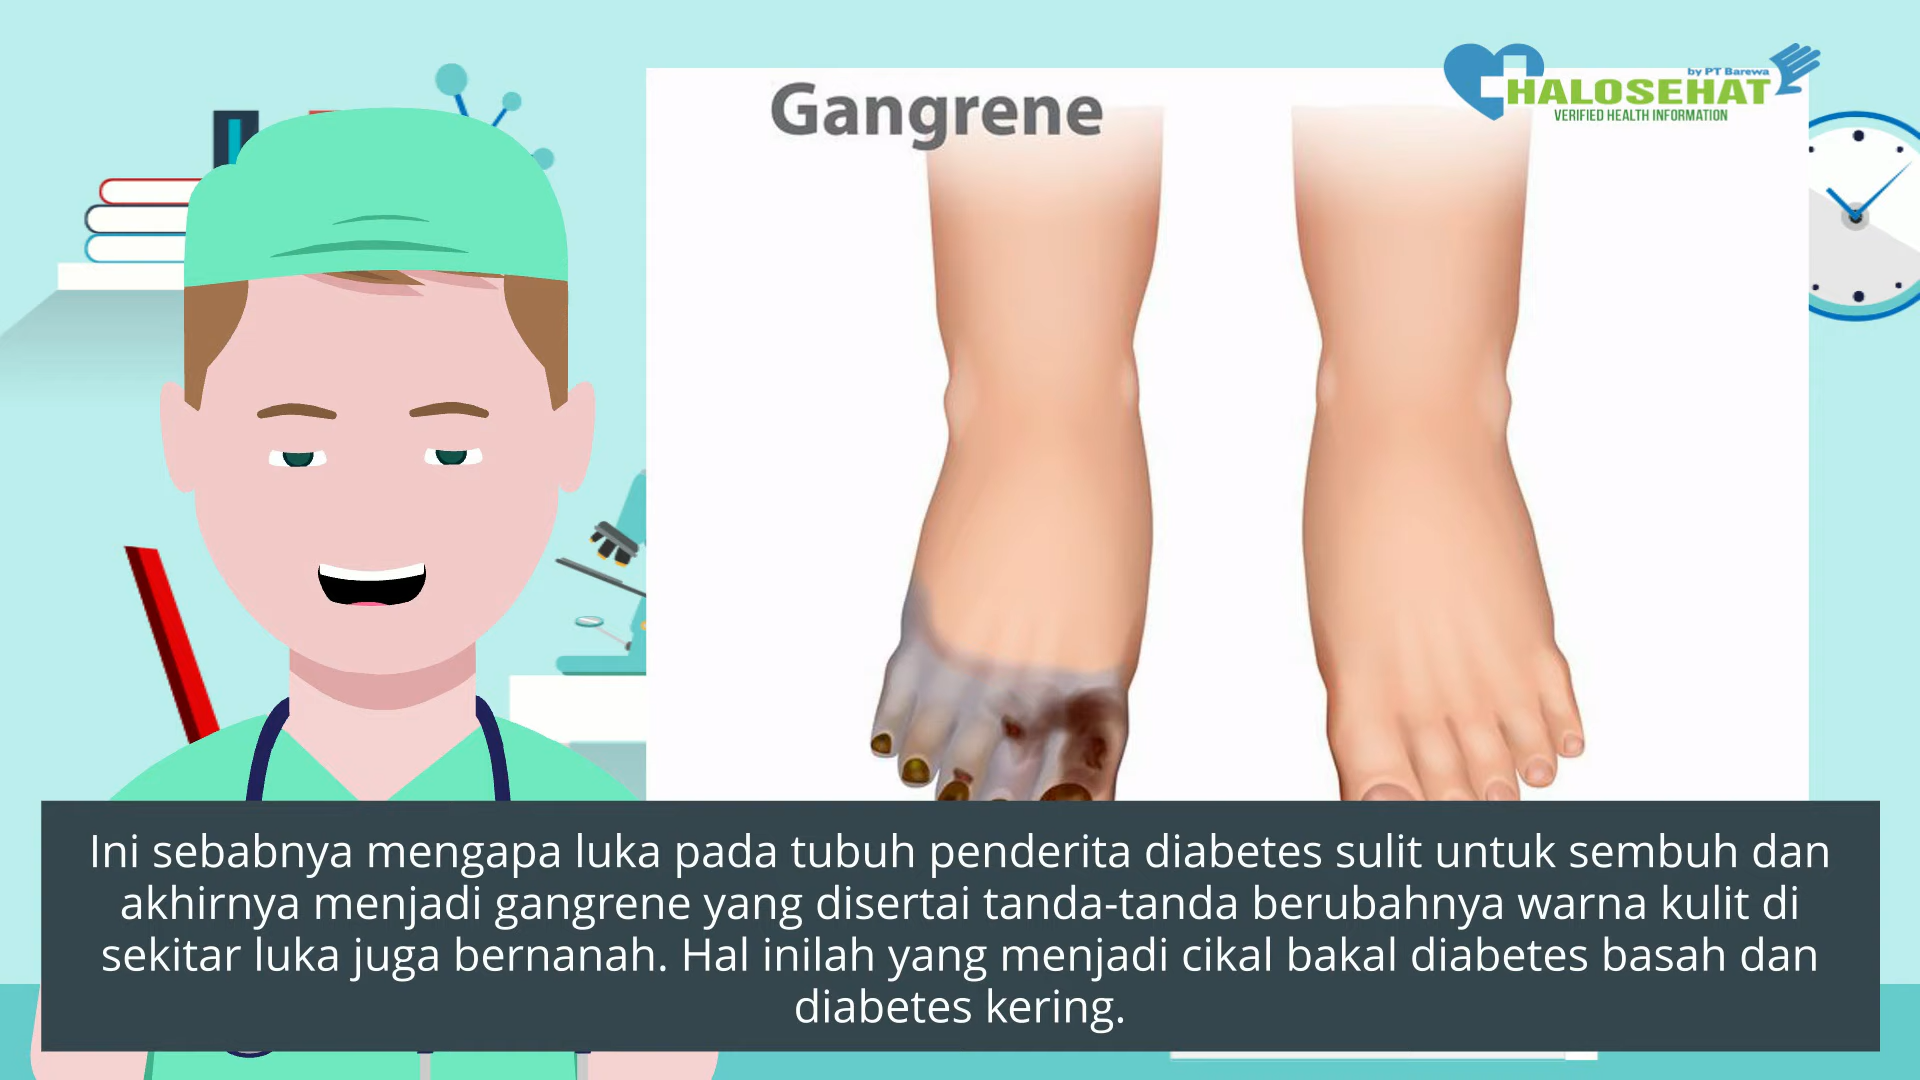 Gangrene
by PT Barewa
HALOSEHAT
VERIFIED HEALTH INFORMATION
Ini sebabnya mengapa luka pada tubuh penderita diabetes sulit untuk sembuh dan
akhirnya menjadi gangrene yang disertai tanda-tanda berubahnya warna kulit di
sekitar luka juga bernanah. Hal inilah yang menjadi cikal bakal diabetes basah dan
diabetes kering.